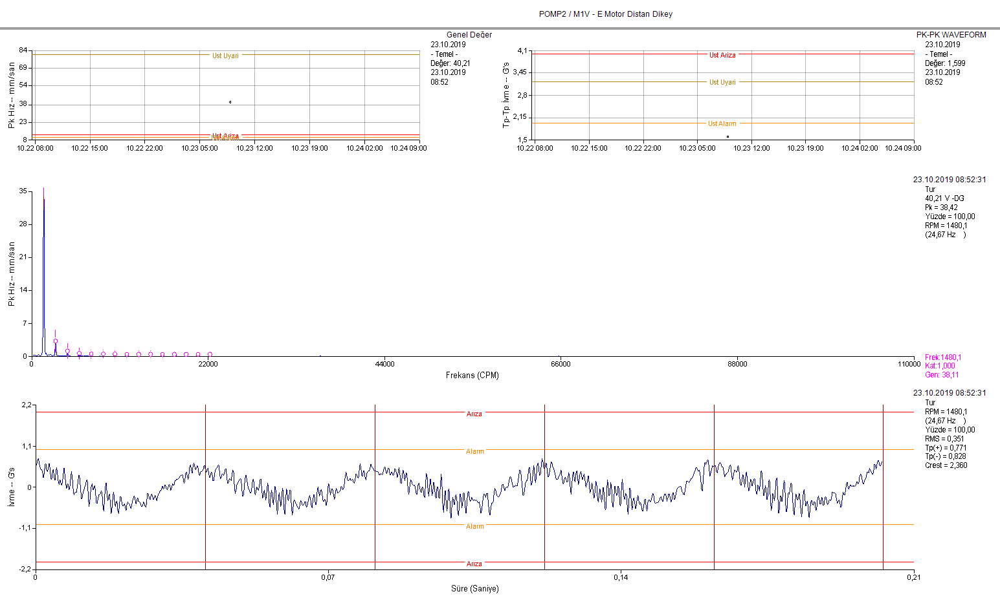 POMP2 / M1V - E Motor Distan Dikey
Genel Değer
23.10.2019
- Temel -
Değer: 40,21
23.10.2019
08:52
Pk Hız -- mm/san
84
69
54
38
23
8
Ust Uyari
Ust Ariza
10.22 08:00
10.22 15:00
10.22 22:00
10.23 05:00
10.23 12:00
10.23 19:00
10.24 02:00
10.24 09:00
PK-PK WAVEFORM
23.10.2019
- Temel -
Değer: 1,599
23.10.2019
08:52
Tp-Tp İvme -- G's
4,1
3,45
2,8
2,15
1,5
Ust Ariza
Ust Uyari
Ust Alarm
10.22 08:00
10.22 15:00
10.22 22:00
10.23 05:00
10.23 12:00
10.23 19:00
10.24 02:00
10.24 09:00
23.10.2019 08:52:31
Tur
40,21 V -DG
Pk = 38,42
Yüzde = 100,00
RPM = 1480,1
(24,67 Hz )
Pk Hız -- mm/san
35
28
21
14
7
0
0
22000
44000
66000
88000
110000
Frekans (CPM)
Frek:1480,1
Kat:1,000
Gen: 38,11
23.10.2019 08:52:31
Tur
RPM = 1480,1
(24,67 Hz )
Yüzde = 100,00
RMS = 0,351
Tp(+) = 0,771
Tp(-) = 0,828
Crest = 2,360
İvme -- G's
2,2
1,1
0
-1,1
-2,2
Arıza
Alarm
Alarm
Arıza
0
0,07
0,14
0,21
Süre (Saniye)